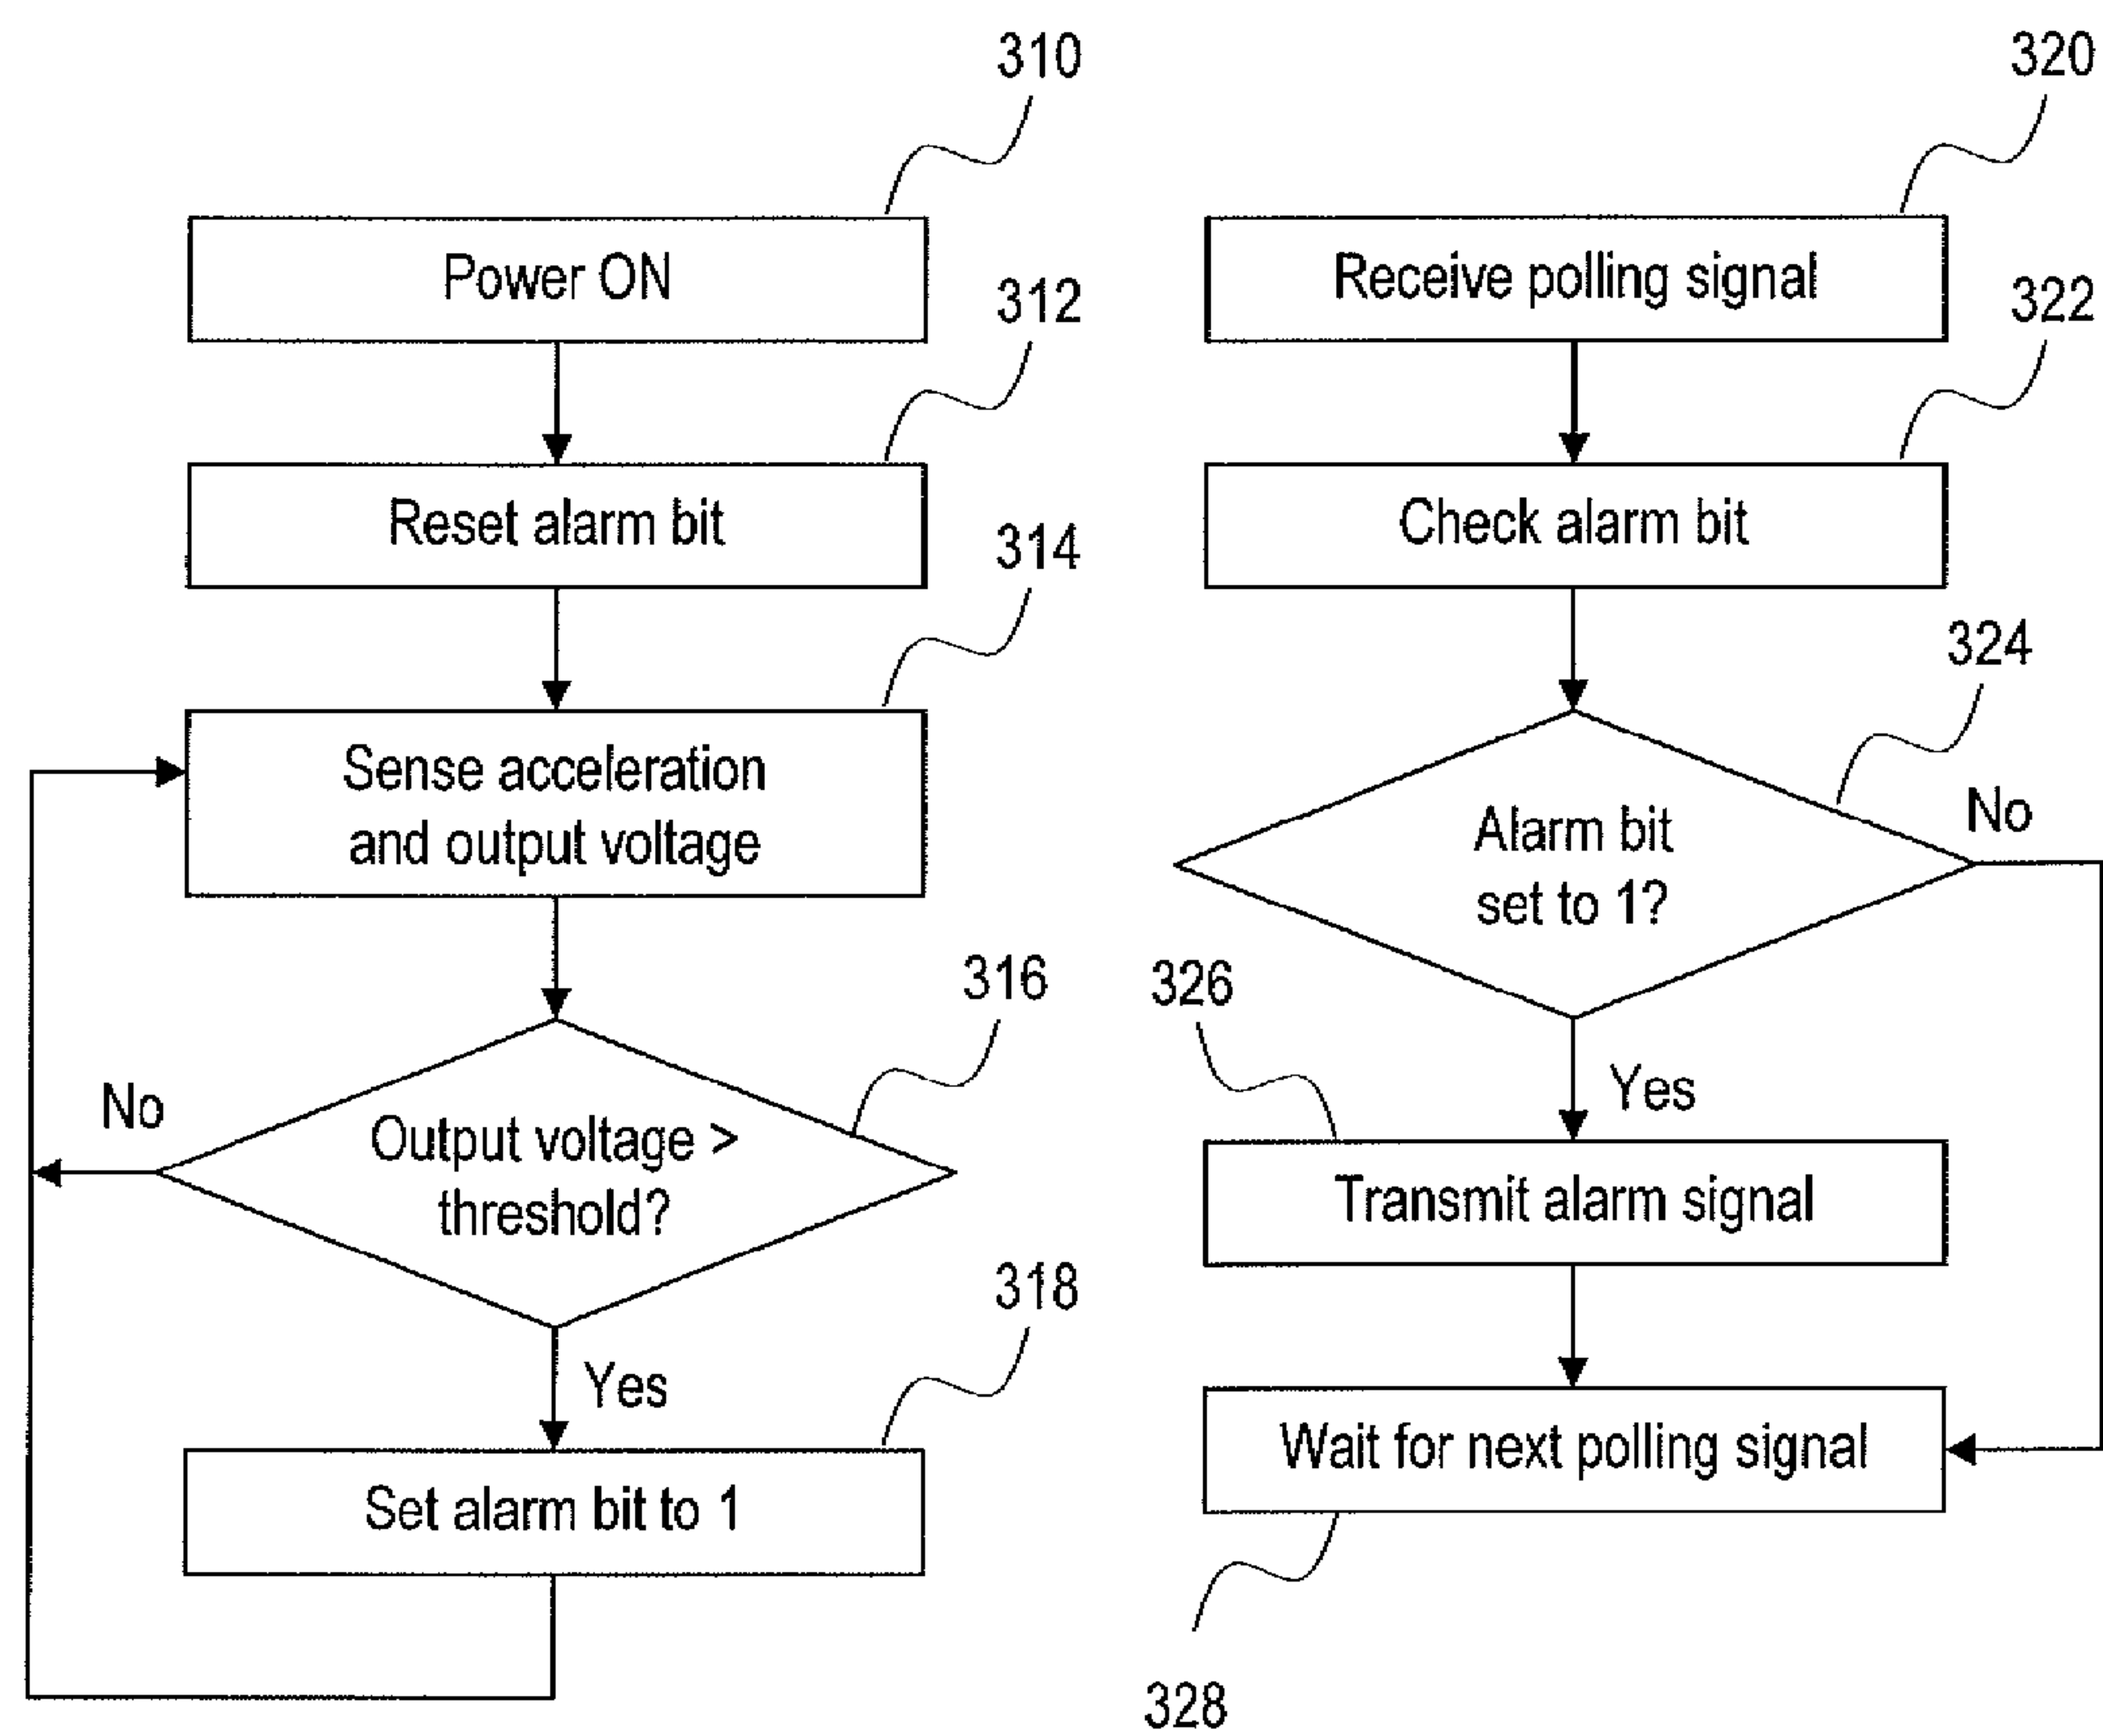 310
Power ON
312
Reset alarm bit
314
Sense acceleration
and output voltage
316
No
Output voltage >
threshold?
318
Yes
Set alarm bit to 1
320
Receive polling signal
322
Check alarm bit
324
No
Alarm bit
set to 1?
326
Yes
Transmit alarm signal
Wait for next polling signal
328